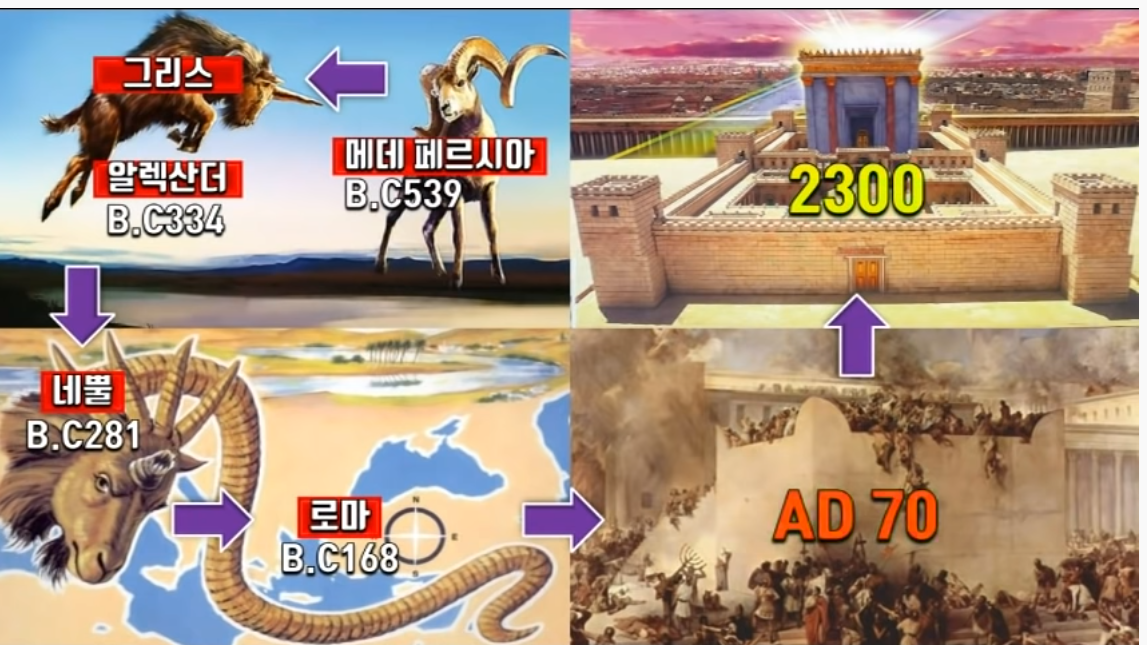 그리스
알렉산더
B.C334
메데 페르시아
B.C539
2300
네뿔
B.C281
로마
B.C168
N
E
S
AD 70